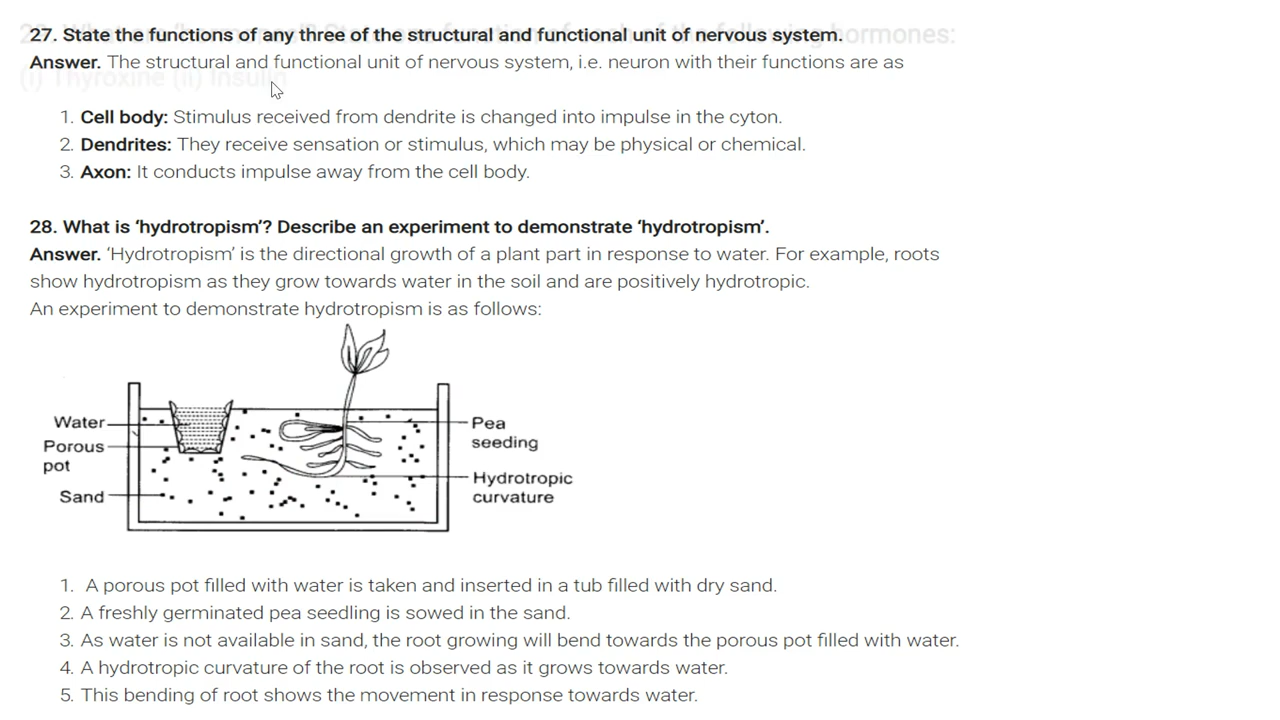 27. State the functions of any three of the structural and functional unit of nervous system.
Answer. The structural and functional unit of nervous system, i.e. neuron with their functions are as
(i) Thyroxine (ii) Insulin
1. Cell body: Stimulus received from dendrite is changed into impulse in the cyton.
2. Dendrites: They receive sensation or stimulus, which may be physical or chemical.
3. Axon: It conducts impulse away from the cell body.
28. What is ‘hydrotropism’? Describe an experiment to demonstrate ‘hydrotropism’.
Answer. ‘Hydrotropism’ is the directional growth of a plant part in response to water. For example, roots
show hydrotropism as they grow towards water in the soil and are positively hydrotropic.
An experiment to demonstrate hydrotropism is as follows:
Water
Porous
pot
Sand
Pea
seeding
Hydrotropic
curvature
1. A porous pot filled with water is taken and inserted in a tub filled with dry sand.
2. A freshly germinated pea seedling is sowed in the sand.
3. As water is not available in sand, the root growing will bend towards the porous pot filled with water.
4. A hydrotropic curvature of the root is observed as it grows towards water.
5. This bending of root shows the movement in response towards water.